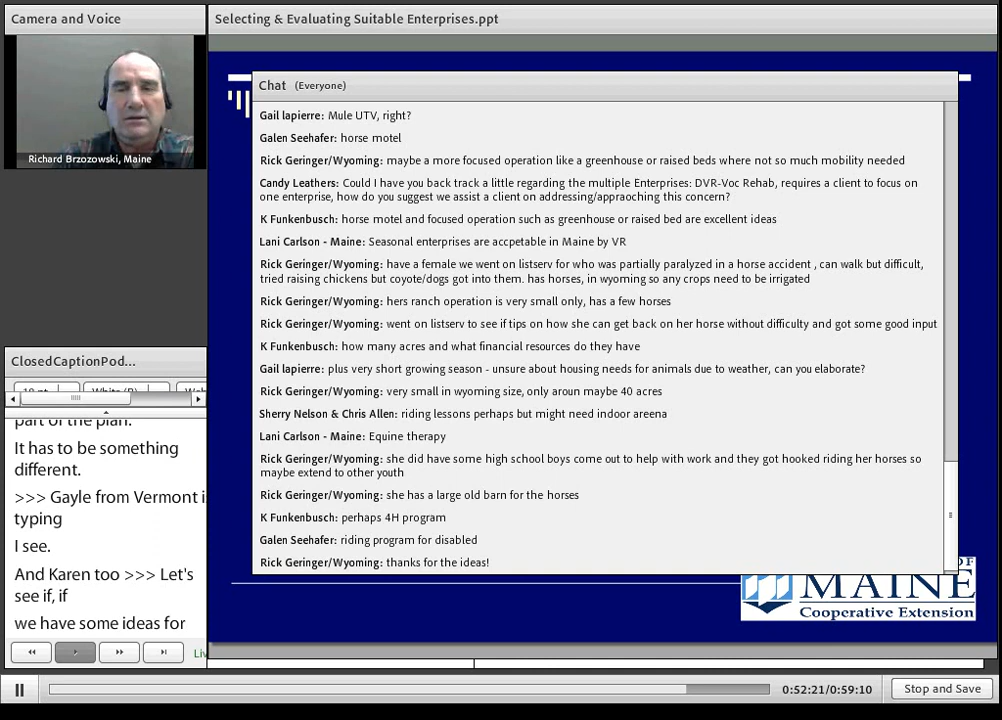 Camera and Voice
Richard Brzozowski, Maine
Selecting & Evaluating Suitable Enterprises.ppt
Chat (Everyone)
Gail lapierre: Mule UTV, right?
Galen Seehafer: horse motel
Rick Geringer/Wyoming: maybe a more focused operation like a greenhouse or raised beds where not so much mobility needed
Candy Leathers: Could I have you back track a little regarding the multiple Enterprises: DVR-Voc Rehab, requires a client to focus on
one enterprise, how do you suggest we assist a client on addressing/appraoching this concern?
K Funkenbusch: horse motel and focused operation such as greenhouse or raised bed are excellent ideas
Lani Carlson - Maine: Seasonal enterprises are accpetable in Maine by VR
Rick Geringer/Wyoming: have a female we went on listserv for who was partially paralyzed in a horse accident , can walk but difficult,
tried raising chickens but coyote/dogs got into them. has horses, in wyoming so any crops need to be irrigated
Rick Geringer/Wyoming: hers ranch operation is very small only, has a few horses
Rick Geringer/Wyoming: went on listserv to see if tips on how she can get back on her horse without difficulty and got some good input
K Funkenbusch: how many acres and what financial resources do they have
Gail lapierre: plus very short growing season - unsure about housing needs for animals due to weather, can you elaborate?
Rick Geringer/Wyoming: very small in wyoming size, only aroun maybe 40 acres
Sherry Nelson & Chris Allen: riding lessons perhaps but might need indoor areena
Lani Carlson - Maine: Equine therapy
Rick Geringer/Wyoming: she did have some high school boys come out to help with work and they got hooked riding her horses so
maybe extend to other youth
Rick Geringer/Wyoming: she has a large old barn for the horses
K Funkenbusch: perhaps 4H program
Galen Seehafer: riding program for disabled
Rick Geringer/Wyoming: thanks for the ideas!
OF
MAINE
Cooperative Extension
ClosedCaptionPod...
part of the plan.
It has to be something
different.
>>> Gayle from Vermont i
typing
I see.
And Karen too >>> Let's
see if, if
we have some ideas for
Liv
0:52:21/0:59:10
Stop and Save